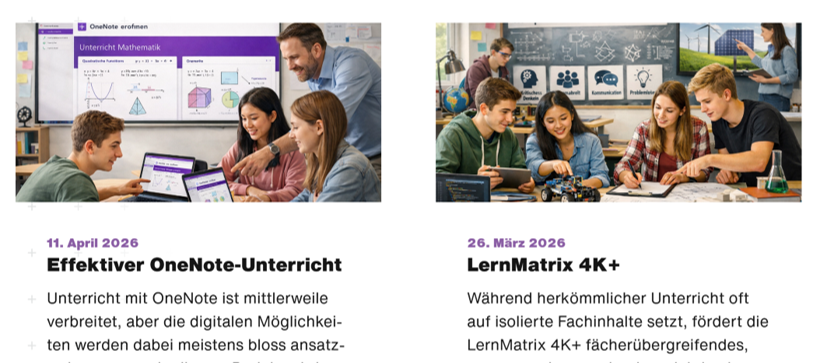 OneNote eröffnen
Unterricht Mathematik
Kommunikation
11. April 2026
Effektiver OneNote-Unterricht
Unterricht mit OneNote ist mittlerweile
verbreitet, aber die digitalen Möglichkei-
ten werden dabei meistens bloss ansatz-
26. März 2026
LernMatrix 4K+
Während herkömmlicher Unterricht oft
auf isolierte Fachinhalte setzt, fördert die
LernMatrix 4K+ fächerübergreifendes,